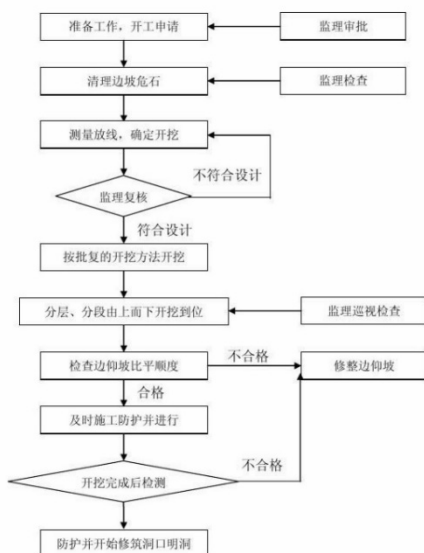 准备工作，开工申请
监理审批
清理边坡危石
监理检查
测量放线，确定开挖
不符合设计
监理复核
符合设计
按批复的开挖方法开挖
分层、分段由上而下开挖到位
监理巡视检查
不合格
检查边仰坡比平顺度
修整边仰坡
合格
及时施工防护并进行
不合格
开挖完成后检测
防护并开始修筑洞口明洞